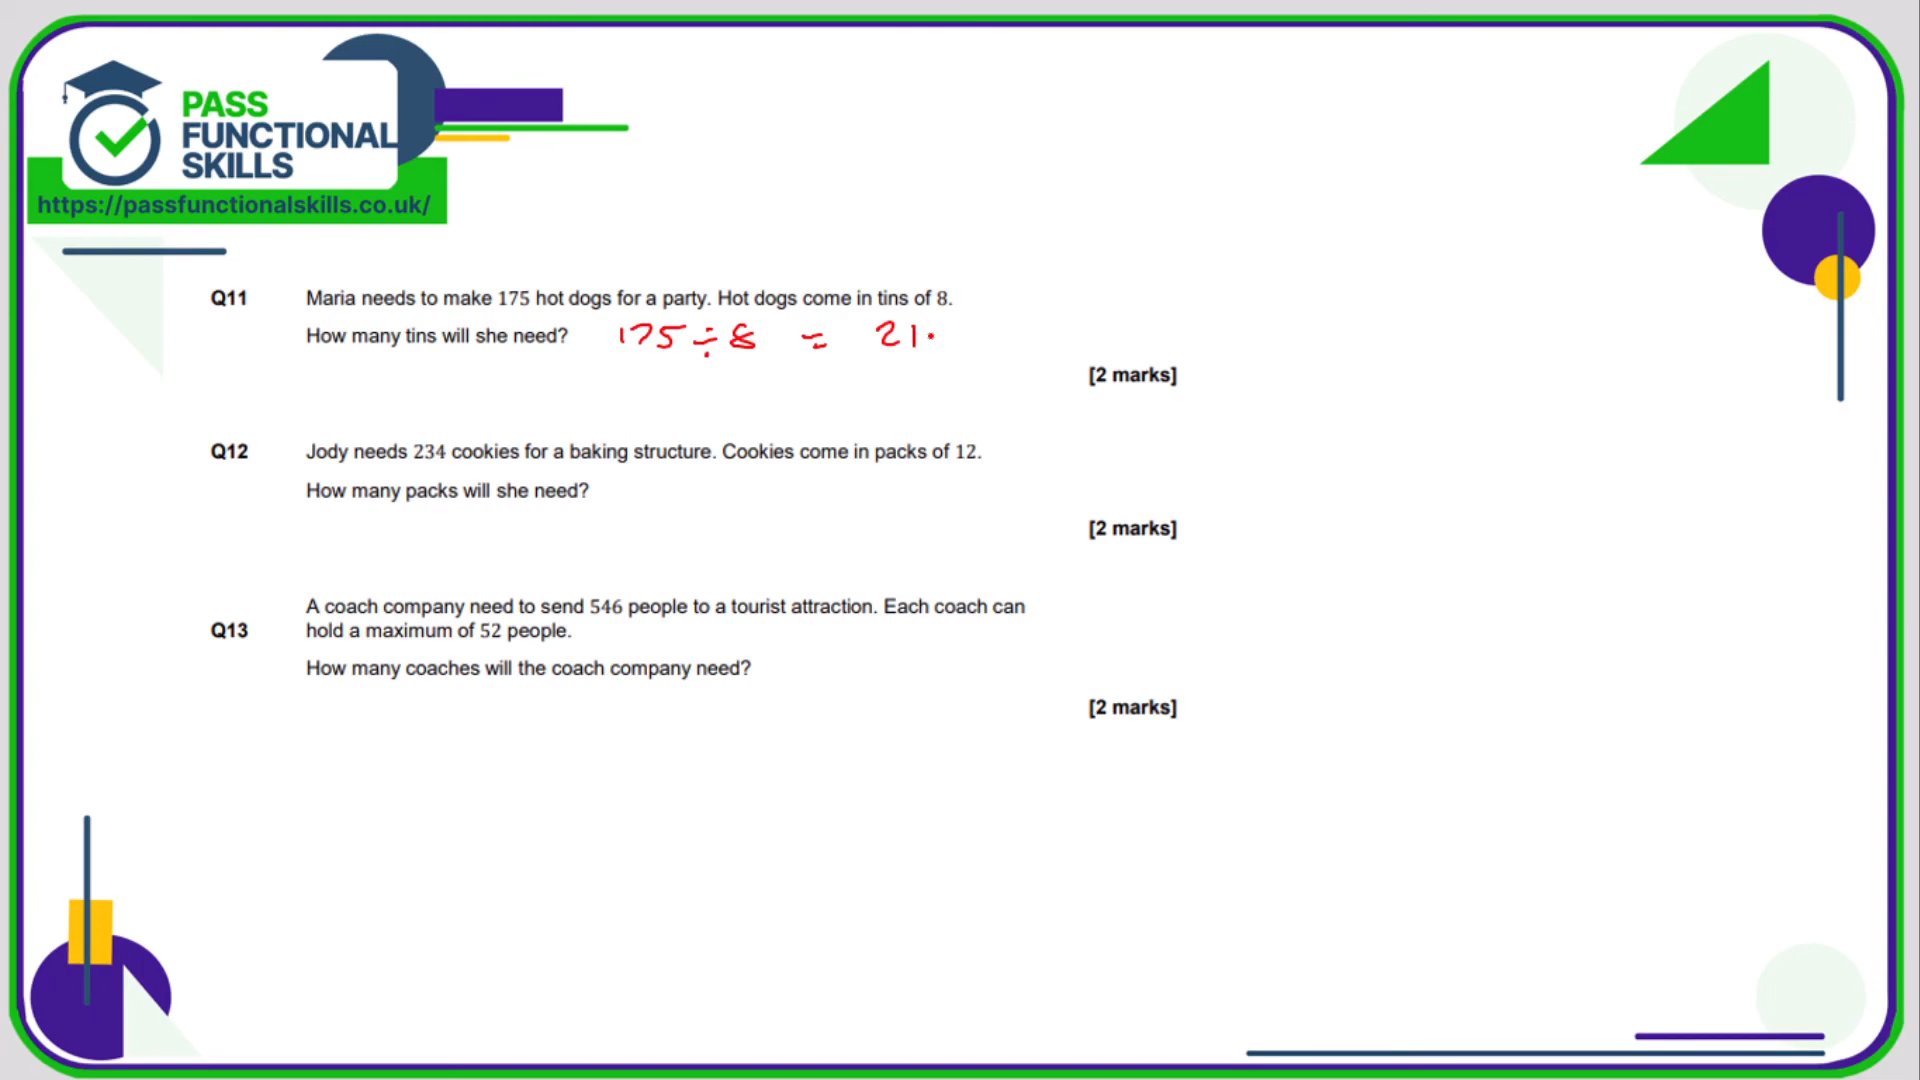 PASS
FUNCTIONAL
SKILLS
https://passfunctionalskills.co.uk/
Q11 Maria needs to make 175 hot dogs for a party. Hot dogs come in tins of 8.
How many tins will she need? 175 ÷ 8 = 21.
[2 marks]
Q12 Jody needs 234 cookies for a baking structure. Cookies come in packs of 12.
How many packs will she need?
[2 marks]
A coach company need to send 546 people to a tourist attraction. Each coach can
Q13 hold a maximum of 52 people.
How many coaches will the coach company need?
[2 marks]